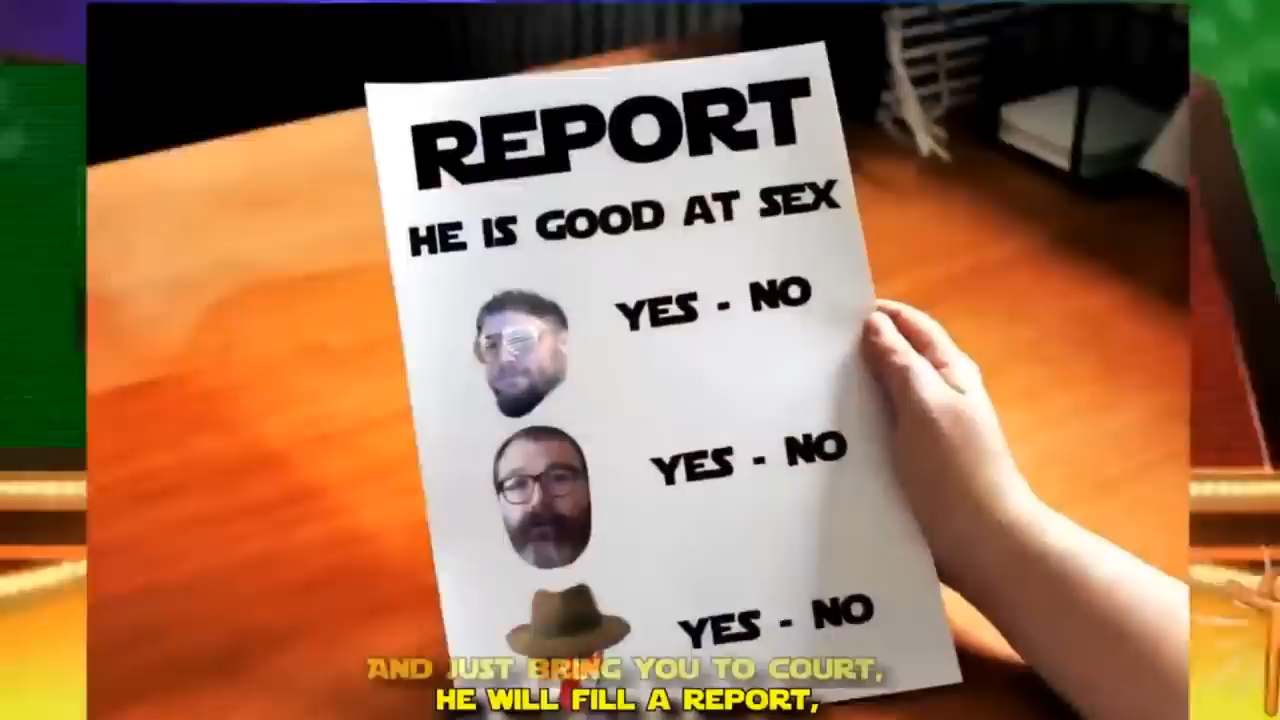 REPORT
HE IS GOOD AT SEX
YES - NO
YES - NO
YES - NO
AND JUST BRING YOU TO COURT,
HE WILL FILL A REPORT,